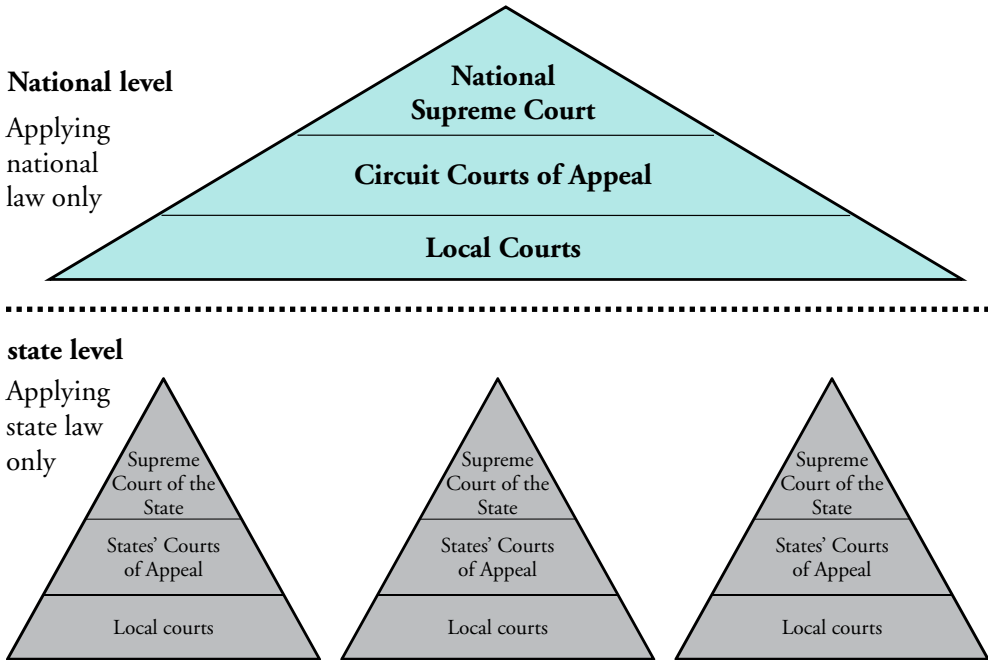 National level
Applying
national
law only
National
Supreme Court
Circuit Courts of Appeal
Local Courts
state level
Applying
state law
only
Supreme
Court of the
State
States’ Courts
of Appeal
Local courts
Supreme
Court of the
State
States’ Courts
of Appeal
Local courts
Supreme
Court of the
State
States’ Courts
of Appeal
Local courts